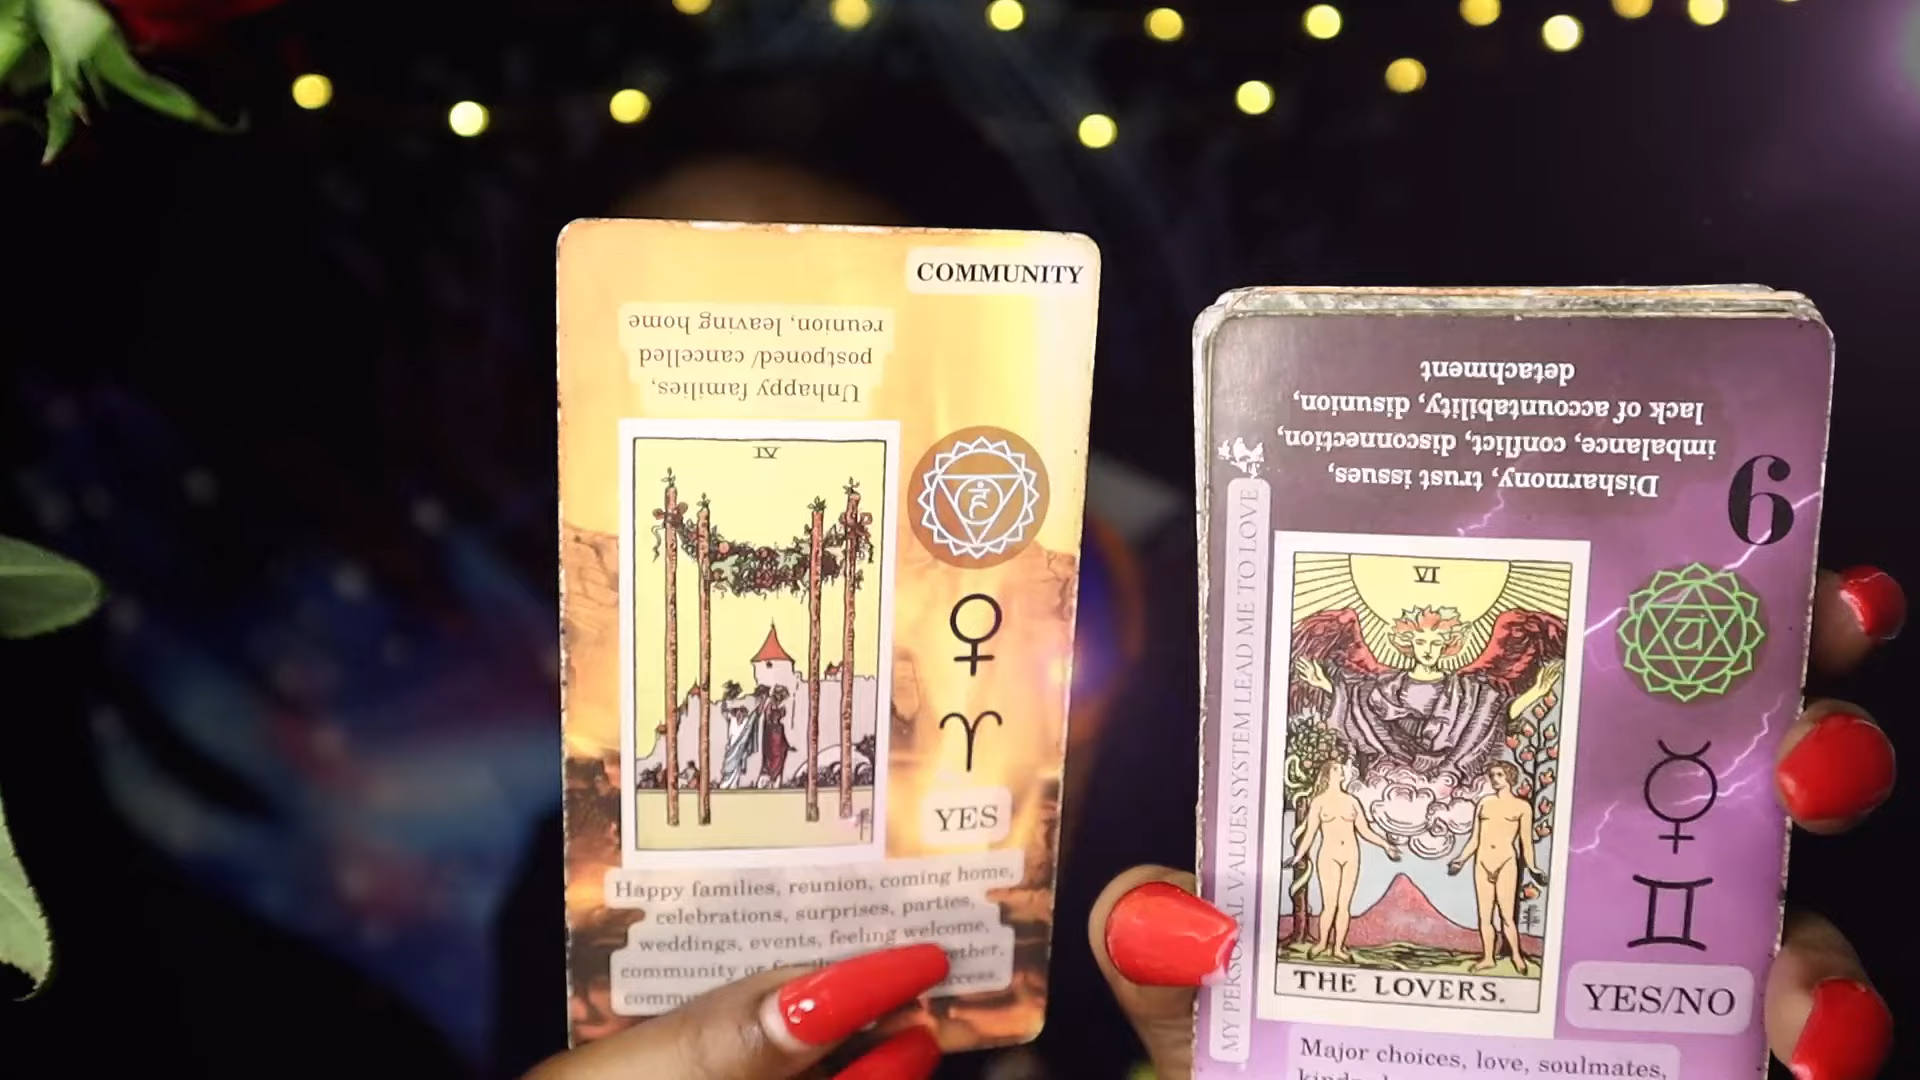 COMMUNITY
Unhappy families,
postponed/ cancelled
reunion, leaving home
IV
हं
YES
Happy families, reunion, coming home,
celebrations, surprises, parties,
weddings, events, feeling welcome,
community or
Disharmony, trust issues,
imbalance, conflict, disconnection,
lack of accountability, disunion,
detachment
6
MY PERSONAL VALUES SYSTEM LEAD ME TO LOVE
VI
यं
THE LOVERS.
YES/NO
Major choices, love, soulmates,